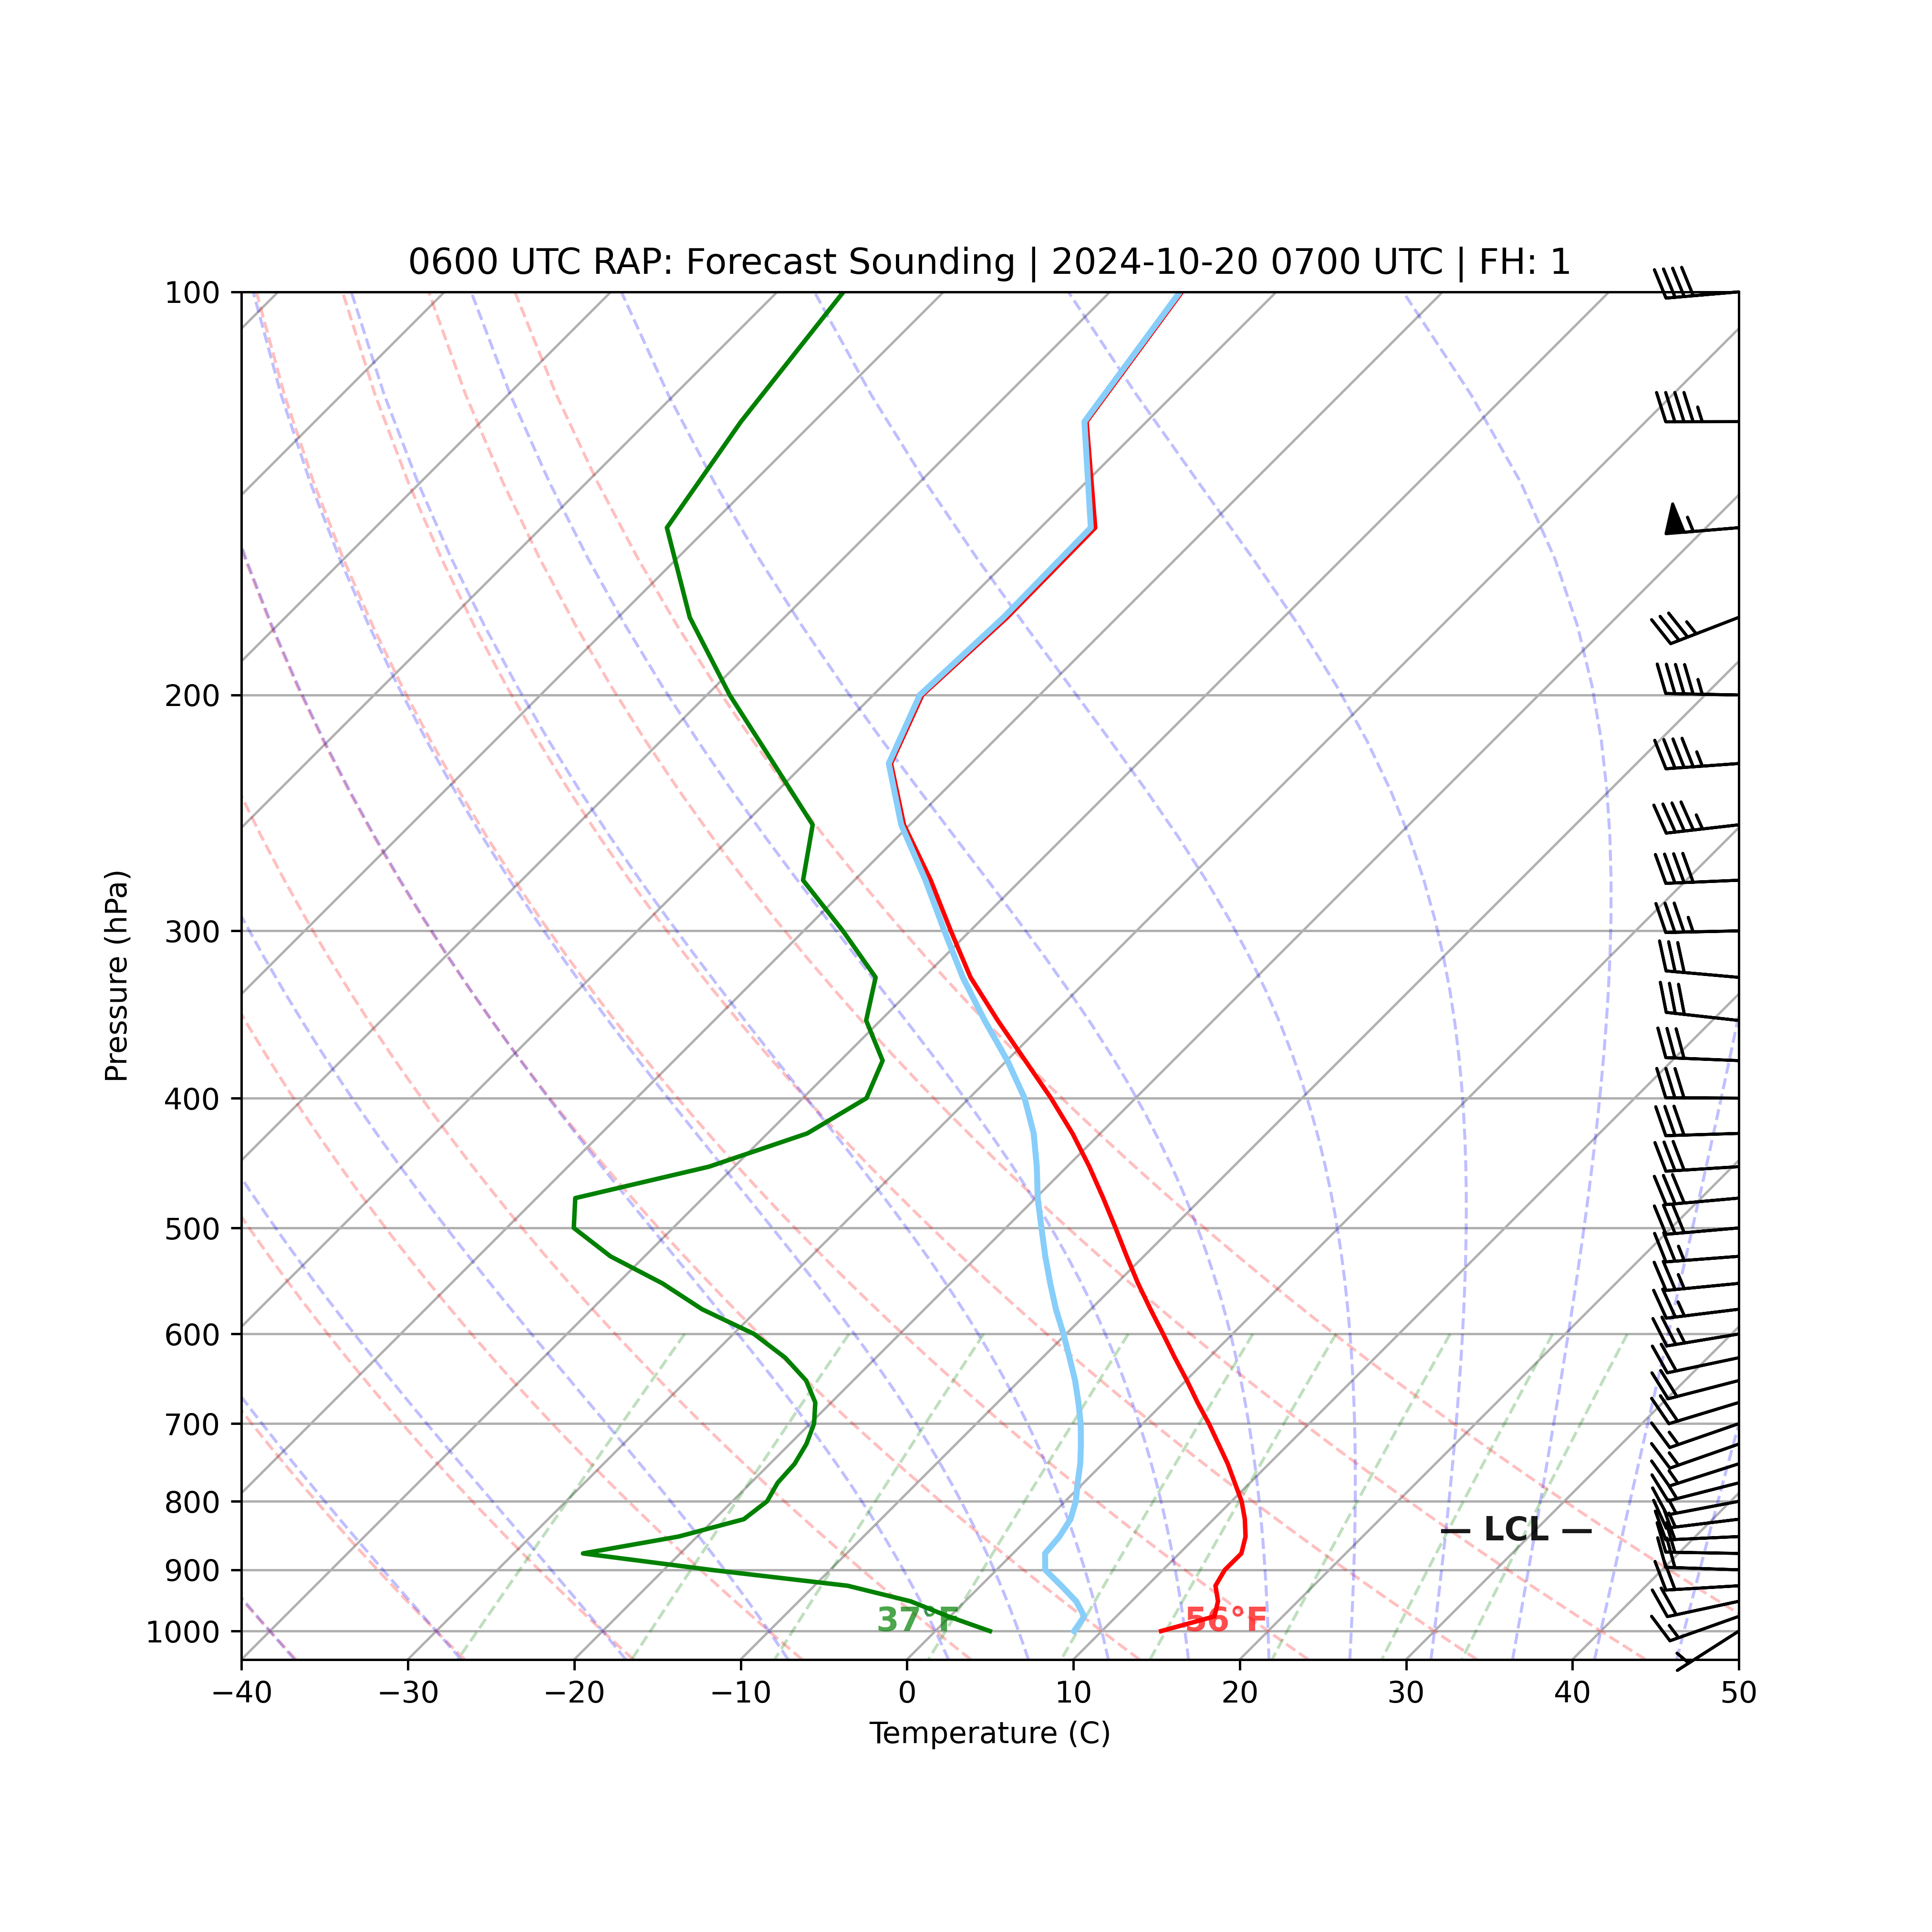 0600 UTC RAP: Forecast Sounding | 2024-10-20 0700 UTC | FH: 1
100
200
300
400
500
600
700
800
900
1000
Pressure (hPa)
— LCL —
37°F
56°F
−40 −30 −20 −10 0 10 20 30 40 50
Temperature (C)